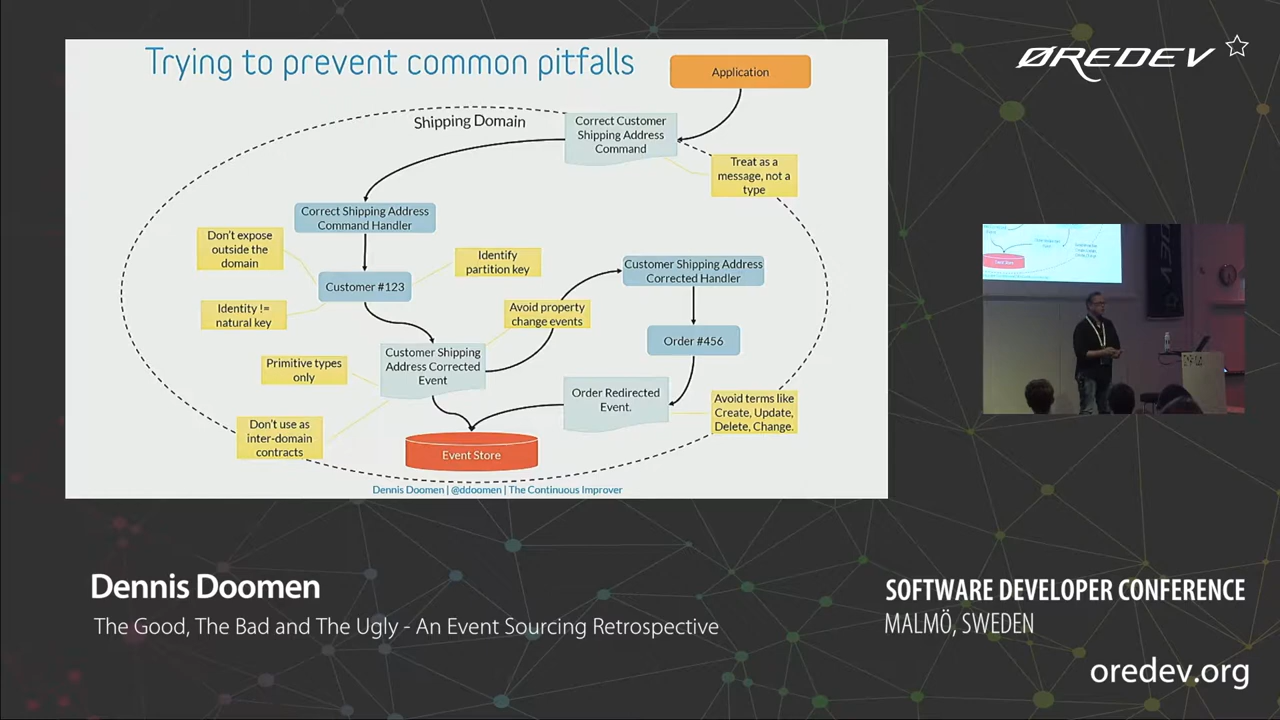 Trying to prevent common pitfalls
Application
Shipping Domain
Correct Customer
Shipping Address
Command
Treat as a
message, not a
type
Correct Shipping Address
Command Handler
Don't expose
outside the
domain
Identify
partition key
Customer Shipping Address
Corrected Handler
Customer #123
Identity !=
natural key
Avoid property
change events
Order #456
Customer Shipping
Address Corrected
Event
Primitive types
only
Order Redirected
Event.
Avoid terms like
Create, Update,
Delete, Change.
Don't use as
inter-domain
contracts
Event Store
Dennis Doomen | @ddoomen | The Continuous Improver
ØREDEV
Dennis Doomen
The Good, The Bad and The Ugly - An Event Sourcing Retrospective
SOFTWARE DEVELOPER CONFERENCE
MALMÖ, SWEDEN
oredev.org